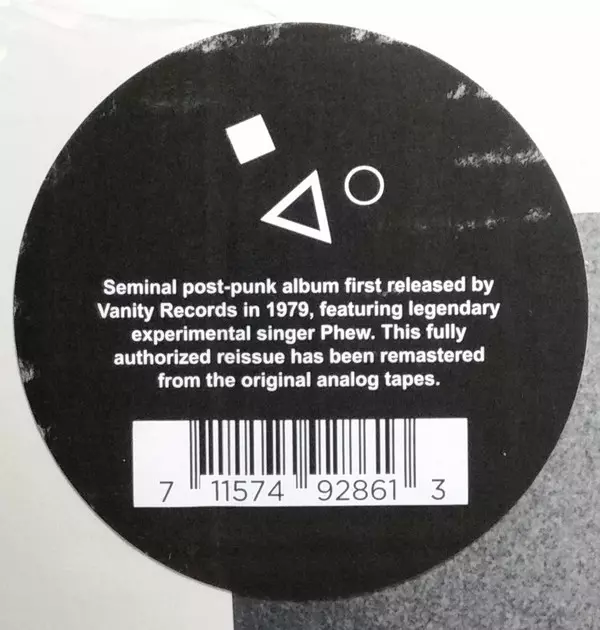 Seminal post-punk album first released by
Vanity Records in 1979, featuring legendary
experimental singer Phew. This fully
authorized reissue has been remastered
from the original analog tapes.
7 11574 92861 3